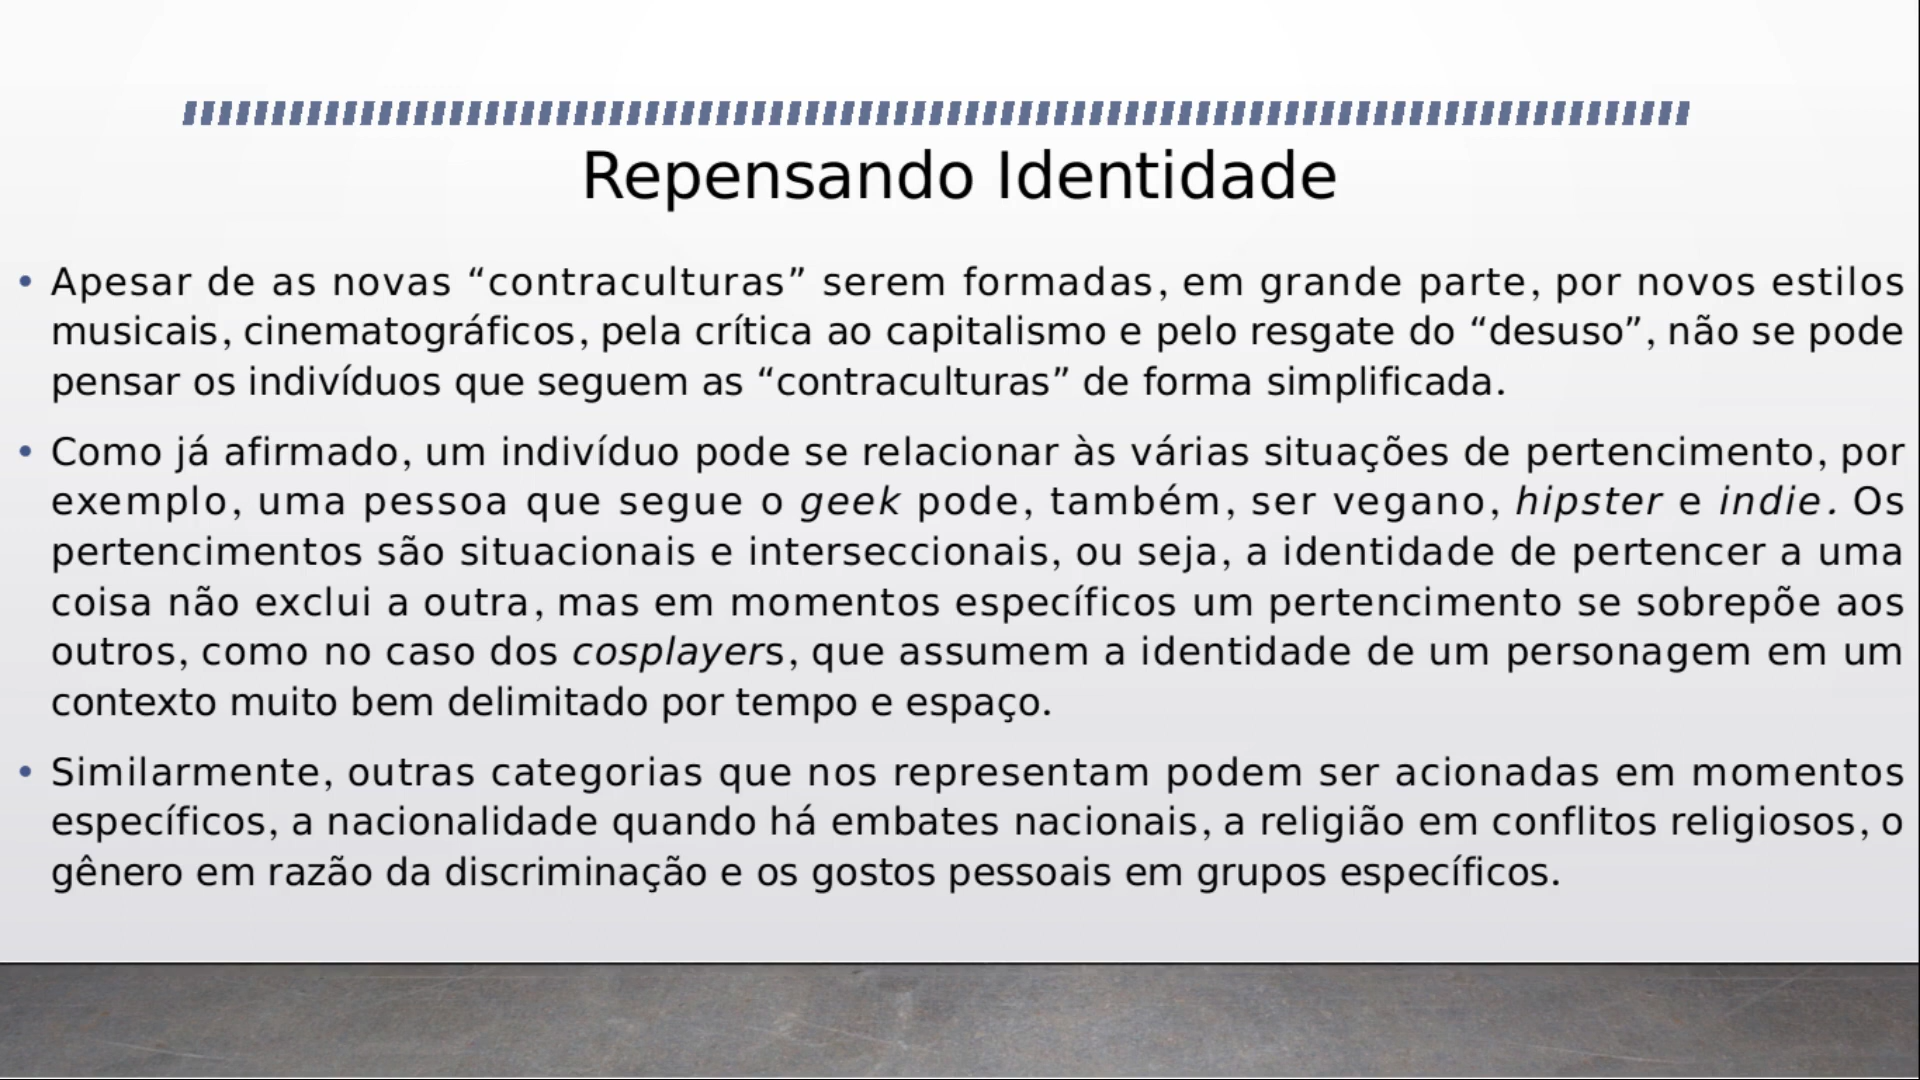 Repensando Identidade
• Apesar de as novas “contraculturas” serem formadas, em grande parte, por novos estilos
musicais, cinematográficos, pela crítica ao capitalismo e pelo resgate do “desuso”, não se pode
pensar os indivíduos que seguem as “contraculturas” de forma simplificada.
• Como já afirmado, um indivíduo pode se relacionar às várias situações de pertencimento, por
exemplo, uma pessoa que segue o geek pode, também, ser vegano, hipster e indie. Os
pertencimentos são situacionais e interseccionais, ou seja, a identidade de pertencer a uma
coisa não exclui a outra, mas em momentos específicos um pertencimento se sobrepõe aos
outros, como no caso dos cosplayers, que assumem a identidade de um personagem em um
contexto muito bem delimitado por tempo e espaço.
• Similarmente, outras categorias que nos representam podem ser acionadas em momentos
específicos, a nacionalidade quando há embates nacionais, a religião em conflitos religiosos, o
gênero em razão da discriminação e os gostos pessoais em grupos específicos.